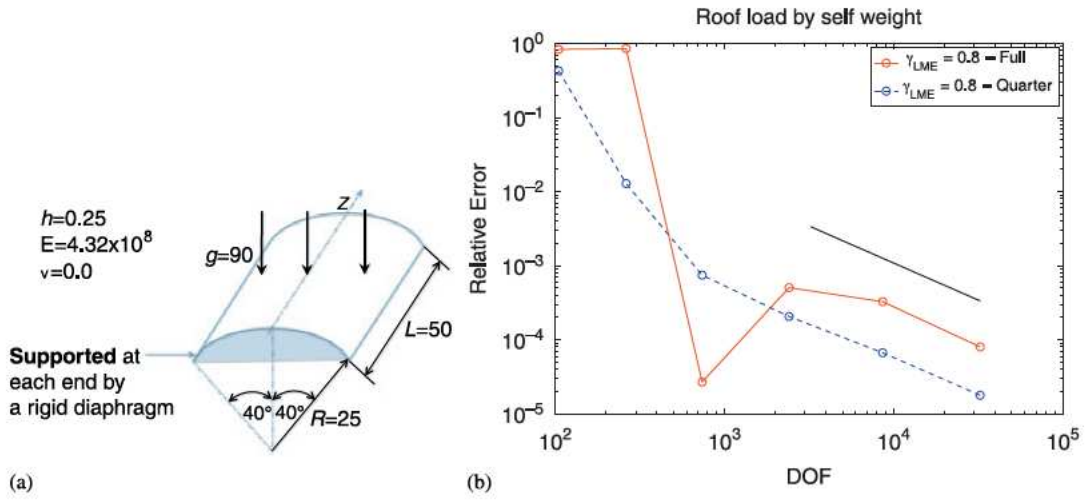 h=0.25
E=4.32x10^8
ν=0.0
g=90
Z
L=50
Supported at
each end by
a rigid diaphragm
40° 40°
R=25
(a)
Roof load by self weight
γLME = 0.8 – Full
γLME = 0.8 – Quarter
Relative Error
10^0
10^-1
10^-2
10^-3
10^-4
10^-5
10^2 10^3 10^4 10^5
DOF
(b)